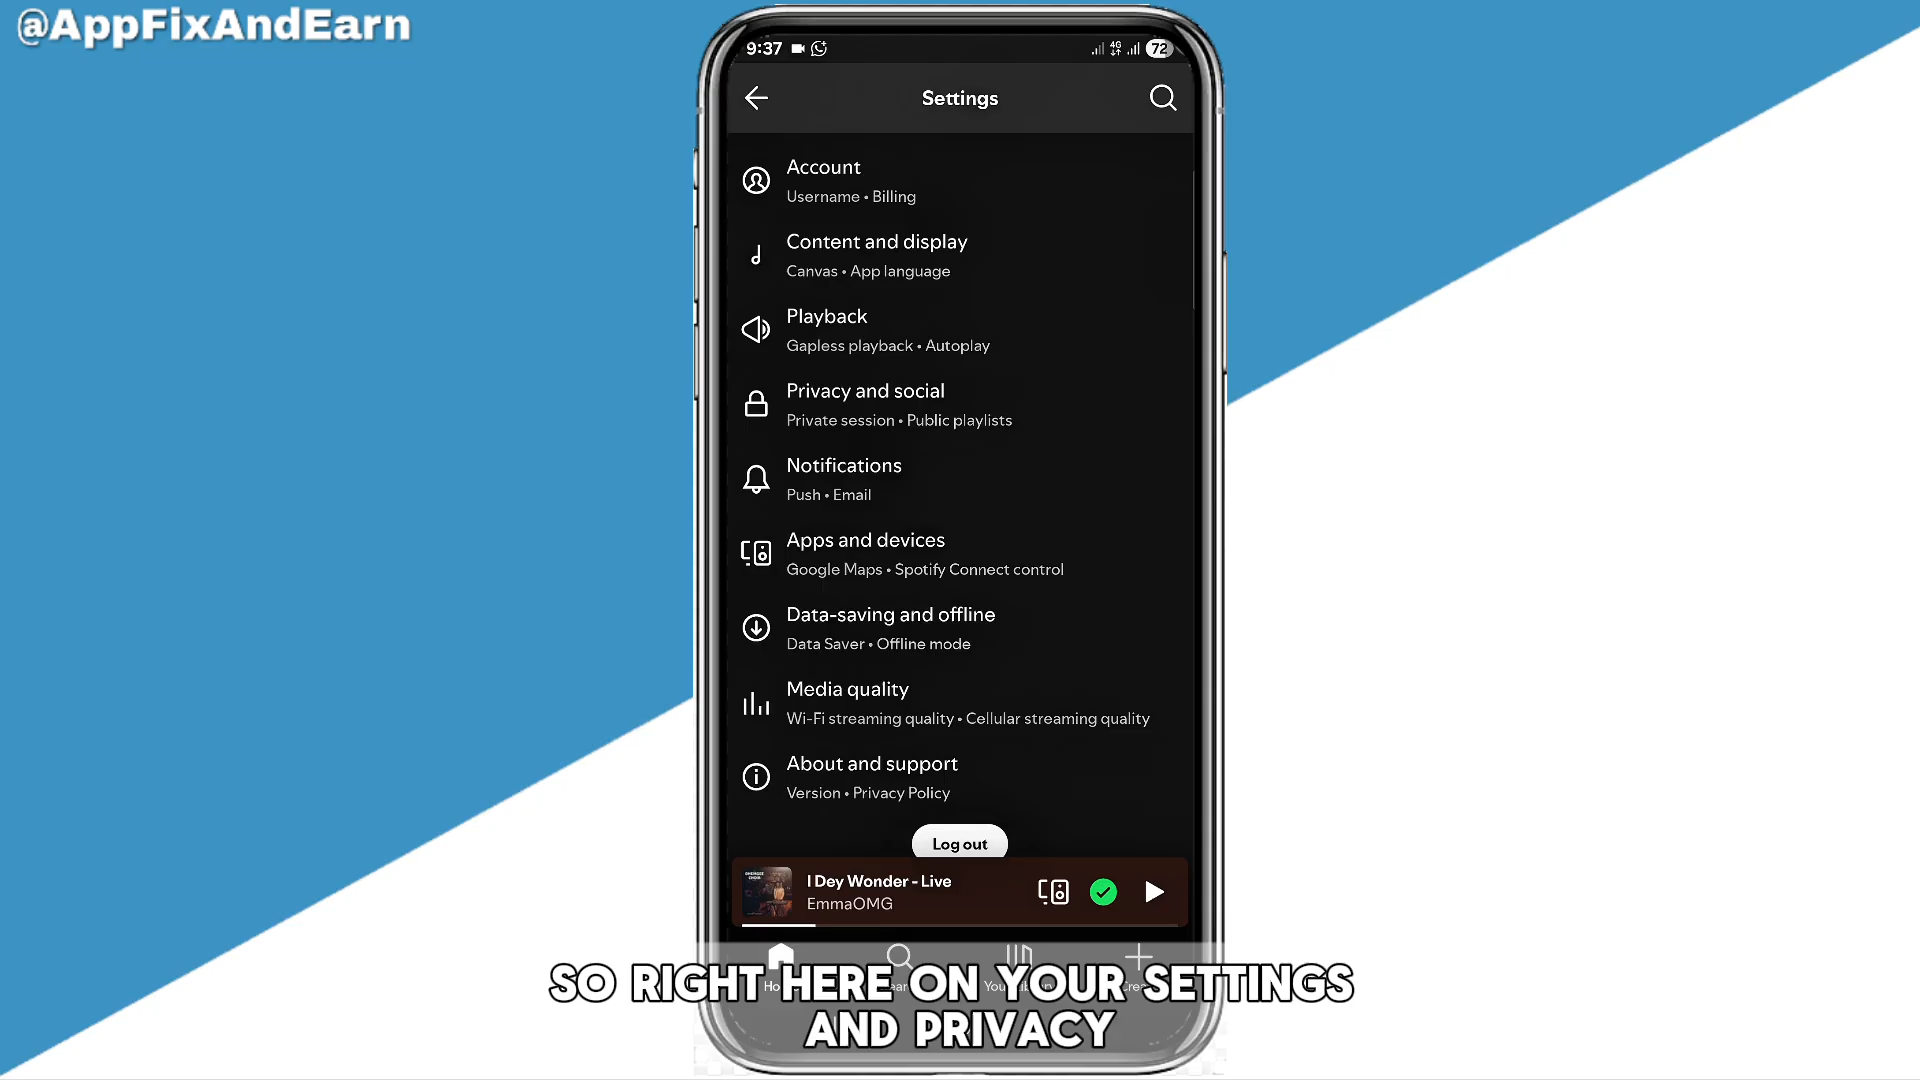 @AppFixAndEarn
9:37
4G
72
Settings
Account
Username • Billing
Content and display
Canvas • App language
Playback
Gapless playback • Autoplay
Privacy and social
Private session • Public playlists
Notifications
Push • Email
Apps and devices
Google Maps • Spotify Connect control
Data-saving and offline
Data Saver • Offline mode
Media quality
Wi-Fi streaming quality • Cellular streaming quality
About and support
Version • Privacy Policy
Log out
I Dey Wonder - Live
EmmaOMG
SO RIGHT HERE ON YOUR SETTINGS
AND PRIVACY